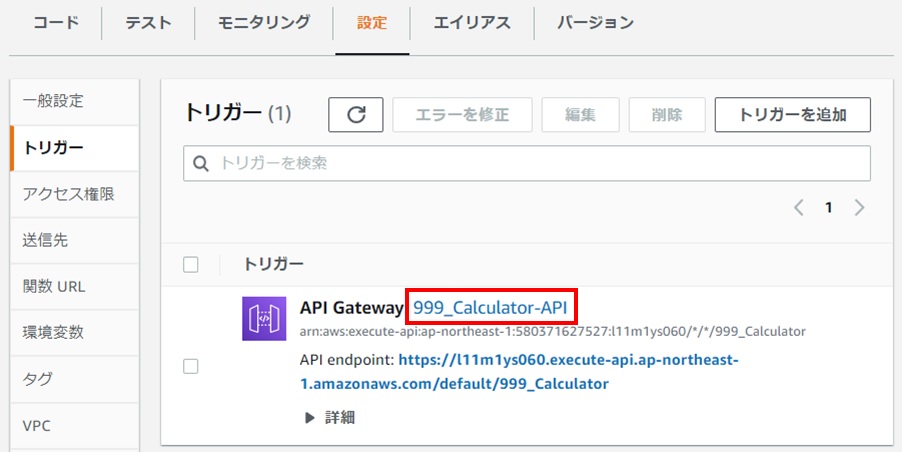 コード テスト モニタリング 設定 エイリアス バージョン
一般設定
トリガー
アクセス権限
送信先
関数 URL
環境変数
タグ
VPC
トリガー (1) エラーを修正 編集 削除 トリガーを追加
トリガーを検索
1
トリガー
API Gateway: 999_Calculator-API
arn:aws:execute-api:ap-northeast-1:580371627527:l11m1ys060/*/*/999_Calculator
API endpoint: https://l11m1ys060.execute-api.ap-northeast-
1.amazonaws.com/default/999_Calculator
詳細